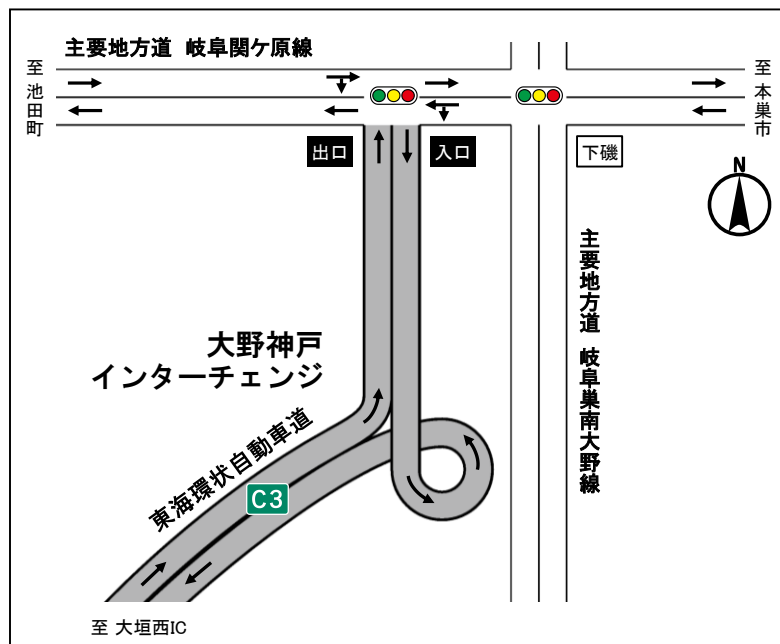 主要地方道 岐阜関ケ原線
至 池田町
至 本巣市
出口
入口
下磯
N
主要地方道 岐阜巣南大野線
大野神戸
インターチェンジ
東海環状自動車道
C3
至 大垣西IC